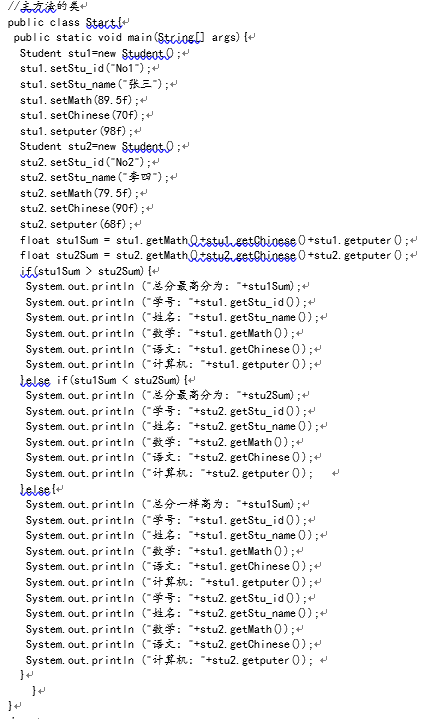 //主方法的类
public class Start{
public static void main(String[] args){
Student stu1=new Student();
stu1.setStu_id("No1");
stu1.setStu_name("张三");
stu1.setMath(89.5f);
stu1.setChinese(70f);
stu1.setputer(98f);
Student stu2=new Student();
stu2.setStu_id("No2");
stu2.setStu_name("李四");
stu2.setMath(79.5f);
stu2.setChinese(90f);
stu2.setputer(68f);
float stu1Sum = stu1.getMath()+stu1.getChinese()+stu1.getputer();
float stu2Sum = stu2.getMath()+stu2.getChinese()+stu2.getputer();
if(stu1Sum > stu2Sum){
System.out.println ("总分最高分为: "+stu1Sum);
System.out.println ("学号: "+stu1.getStu_id());
System.out.println ("姓名: "+stu1.getStu_name());
System.out.println ("数学: "+stu1.getMath());
System.out.println ("语文: "+stu1.getChinese());
System.out.println ("计算机: "+stu1.getputer());
}else if(stu1Sum < stu2Sum){
System.out.println ("总分最高分为: "+stu2Sum);
System.out.println ("学号: "+stu2.getStu_id());
System.out.println ("姓名: "+stu2.getStu_name());
System.out.println ("数学: "+stu2.getMath());
System.out.println ("语文: "+stu2.getChinese());
System.out.println ("计算机: "+stu2.getputer());
}else{
System.out.println ("总分一样高为: "+stu1Sum);
System.out.println ("学号: "+stu1.getStu_id());
System.out.println ("姓名: "+stu1.getStu_name());
System.out.println ("数学: "+stu1.getMath());
System.out.println ("语文: "+stu1.getChinese());
System.out.println ("计算机: "+stu1.getputer());
System.out.println ("学号: "+stu2.getStu_id());
System.out.println ("姓名: "+stu2.getStu_name());
System.out.println ("数学: "+stu2.getMath());
System.out.println ("语文: "+stu2.getChinese());
System.out.println ("计算机: "+stu2.getputer());
}
}
}